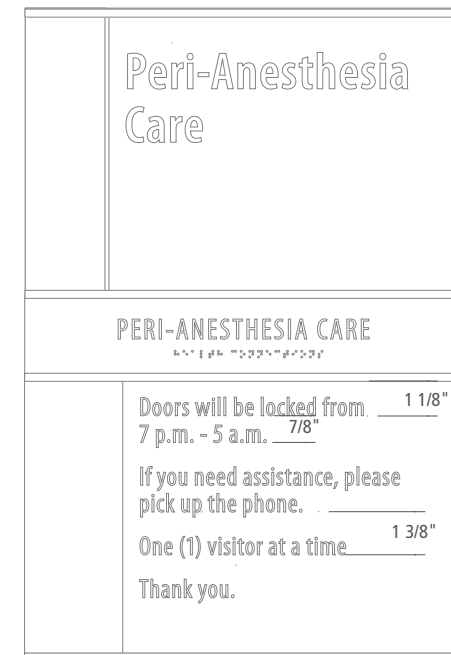 Peri-Anesthesia
Care
PERI-ANESTHESIA CARE
Doors will be locked from 1 1/8"
7 p.m. - 5 a.m. 7/8"
If you need assistance, please
pick up the phone.
One (1) visitor at a time 1 3/8"
Thank you.